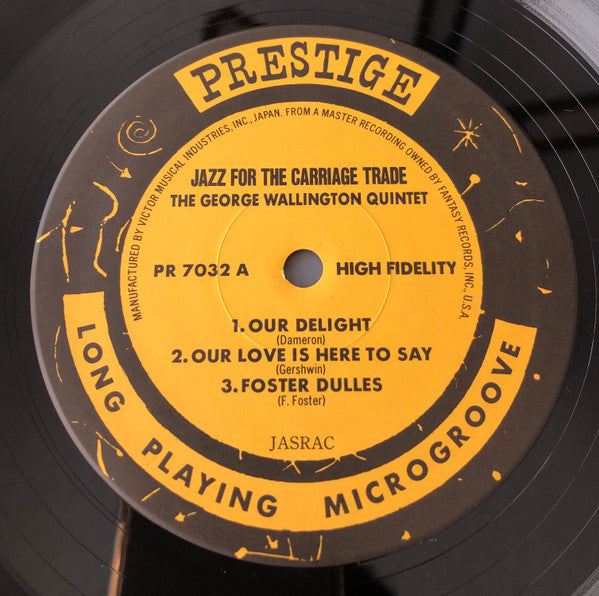 PRESTIGE
MANUFACTURED BY VICTOR MUSICAL INDUSTRIES, INC., JAPAN. FROM A MASTER RECORDING OWNED BY FANTASY RECORDS, INC., U.S.A.
JAZZ FOR THE CARRIAGE TRADE
THE GEORGE WALLINGTON QUINTET
PR 7032 A HIGH FIDELITY
1. OUR DELIGHT
(Dameron)
2. OUR LOVE IS HERE TO SAY
(Gershwin)
3. FOSTER DULLES
(F. Foster)
JASRAC
LONG PLAYING MICROGROOVE